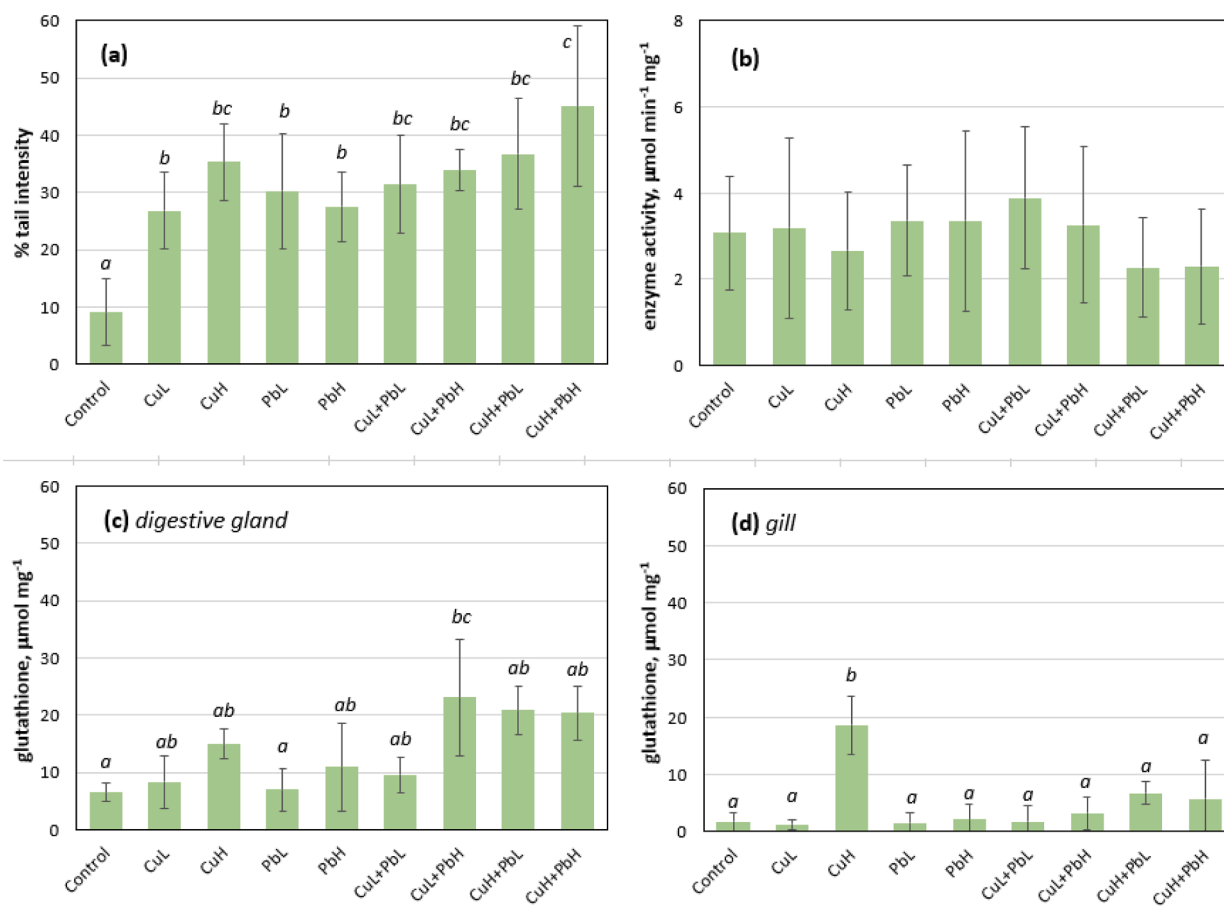 (a)
% tail intensity
60
50
40
30
20
10
0
a
b
bc
b
b
bc
bc
bc
c
Control
CuL
CuH
PbL
PbH
CuL+PbL
CuL+PbH
CuH+PbL
CuH+PbH
(b)
enzyme activity, µmol min⁻¹ mg⁻¹
8
6
4
2
0
Control
CuL
CuH
PbL
PbH
CuL+PbL
CuL+PbH
CuH+PbL
CuH+PbH
(c) digestive gland
glutathione, µmol mg⁻¹
60
50
40
30
20
10
0
a
ab
ab
a
ab
ab
bc
ab
ab
Control
CuL
CuH
PbL
PbH
CuL+PbL
CuL+PbH
CuH+PbL
CuH+PbH
(d) gill
glutathione, µmol mg⁻¹
60
50
40
30
20
10
0
a
a
b
a
a
a
a
a
a
Control
CuL
CuH
PbL
PbH
CuL+PbL
CuL+PbH
CuH+PbL
CuH+PbH